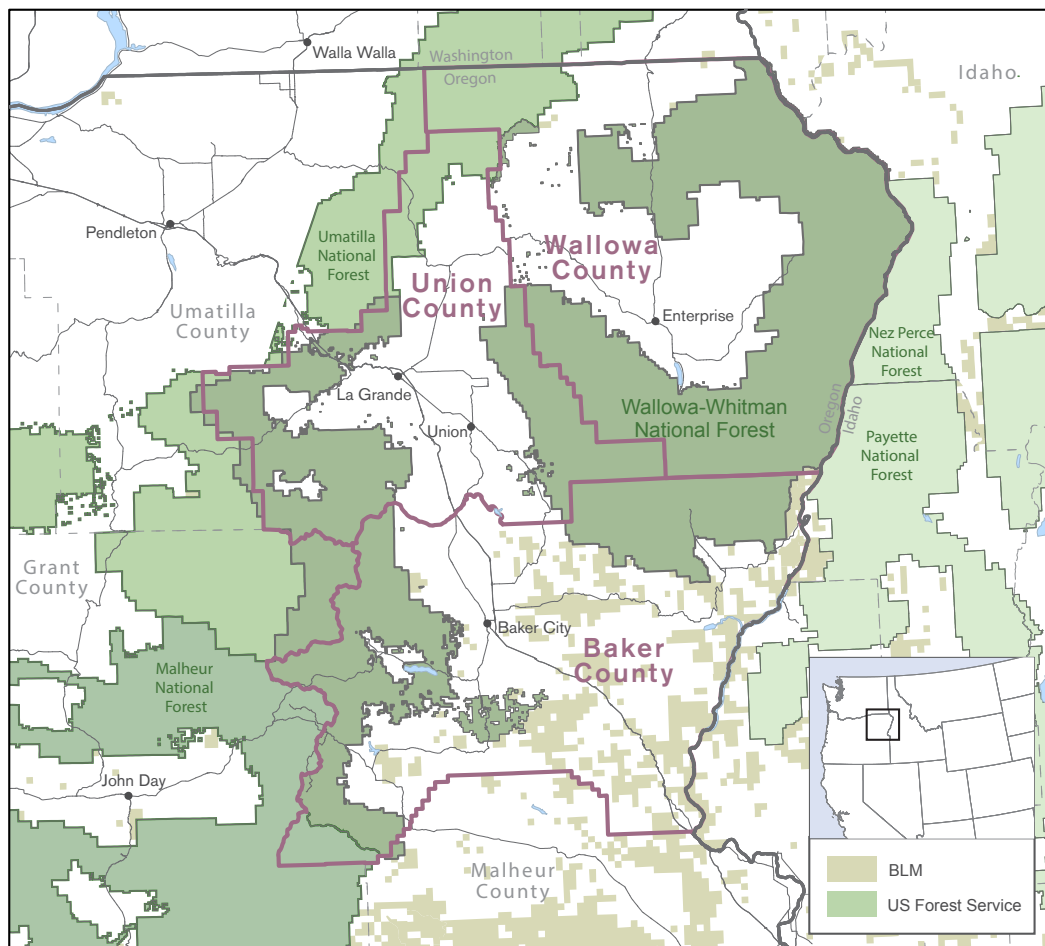 Walla Walla
Washington
Oregon
Idaho
Pendleton
Umatilla
National
Forest
Wallowa
County
Union
County
Umatilla
County
Enterprise
Nez Perce
National
Forest
La Grande
Wallowa-Whitman
National Forest
Oregon
Idaho
Union
Payette
National
Forest
Grant
County
Baker City
Baker
County
Malheur
National
Forest
John Day
Malheur
County
BLM
US Forest Service